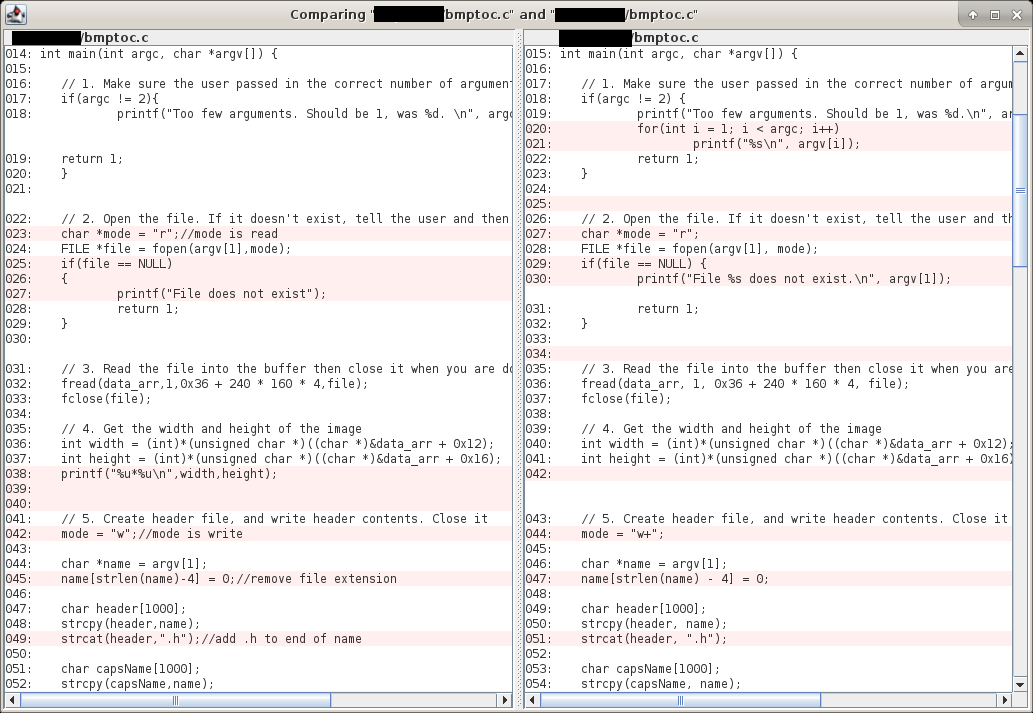 Comparing "/bmptoc.c" and "/bmptoc.c"
/bmptoc.c
014: int main(int argc, char *argv[]) {
015:
016:    // 1. Make sure the user passed in the correct number of argumen
017:    if(argc != 2){
018:            printf("Too few arguments. Should be 1, was %d. \n", argc
019:    return 1;
020:    }
021:
022:    // 2. Open the file. If it doesn't exist, tell the user and then
023:    char *mode = "r";//mode is read
024:    FILE *file = fopen(argv[1],mode);
025:    if(file == NULL)
026:    {
027:            printf("File does not exist");
028:            return 1;
029:    }
030:
031:    // 3. Read the file into the buffer then close it when you are do
032:    fread(data_arr,1,0x36 + 240 * 160 * 4,file);
033:    fclose(file);
034:
035:    // 4. Get the width and height of the image
036:    int width = (int)*(unsigned char *)((char *)&data_arr + 0x12);
037:    int height = (int)*(unsigned char *)((char *)&data_arr + 0x16);
038:    printf("%u*%u\n",width,height);
039:
040:
041:    // 5. Create header file, and write header contents. Close it
042:    mode = "w";//mode is write
043:
044:    char *name = argv[1];
045:    name[strlen(name)-4] = 0;//remove file extension
046:
047:    char header[1000];
048:    strcpy(header,name);
049:    strcat(header,".h");//add .h to end of name
050:
051:    char capsName[1000];
052:    strcpy(capsName,name);
/bmptoc.c
015: int main(int argc, char *argv[]) {
016:
017:    // 1. Make sure the user passed in the correct number of argum
018:    if(argc != 2) {
019:            printf("Too few arguments. Should be 1, was %d.\n", ar
020:            for(int i = 1; i < argc; i++)
021:                    printf("%s\n", argv[i]);
022:            return 1;
023:    }
024:
025:
026:    // 2. Open the file. If it doesn't exist, tell the user and th
027:    char *mode = "r";
028:    FILE *file = fopen(argv[1], mode);
029:    if(file == NULL) {
030:            printf("File %s does not exist.\n", argv[1]);
031:            return 1;
032:    }
033:
034:
035:    // 3. Read the file into the buffer then close it when you are
036:    fread(data_arr, 1, 0x36 + 240 * 160 * 4, file);
037:    fclose(file);
038:
039:    // 4. Get the width and height of the image
040:    int width = (int)*(unsigned char *)((char *)&data_arr + 0x12);
041:    int height = (int)*(unsigned char *)((char *)&data_arr + 0x16)
042:
043:    // 5. Create header file, and write header contents. Close it
044:    mode = "w+";
045:
046:    char *name = argv[1];
047:    name[strlen(name) - 4] = 0;
048:
049:    char header[1000];
050:    strcpy(header, name);
051:    strcat(header, ".h");
052:
053:    char capsName[1000];
054:    strcpy(capsName, name);